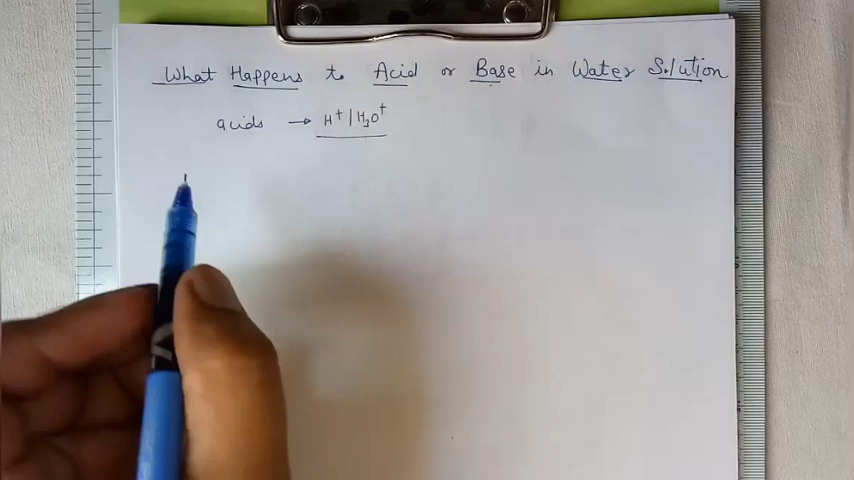 What Happens to Acid or Base in Water Solution
acids → H⁺ / H₃O⁺